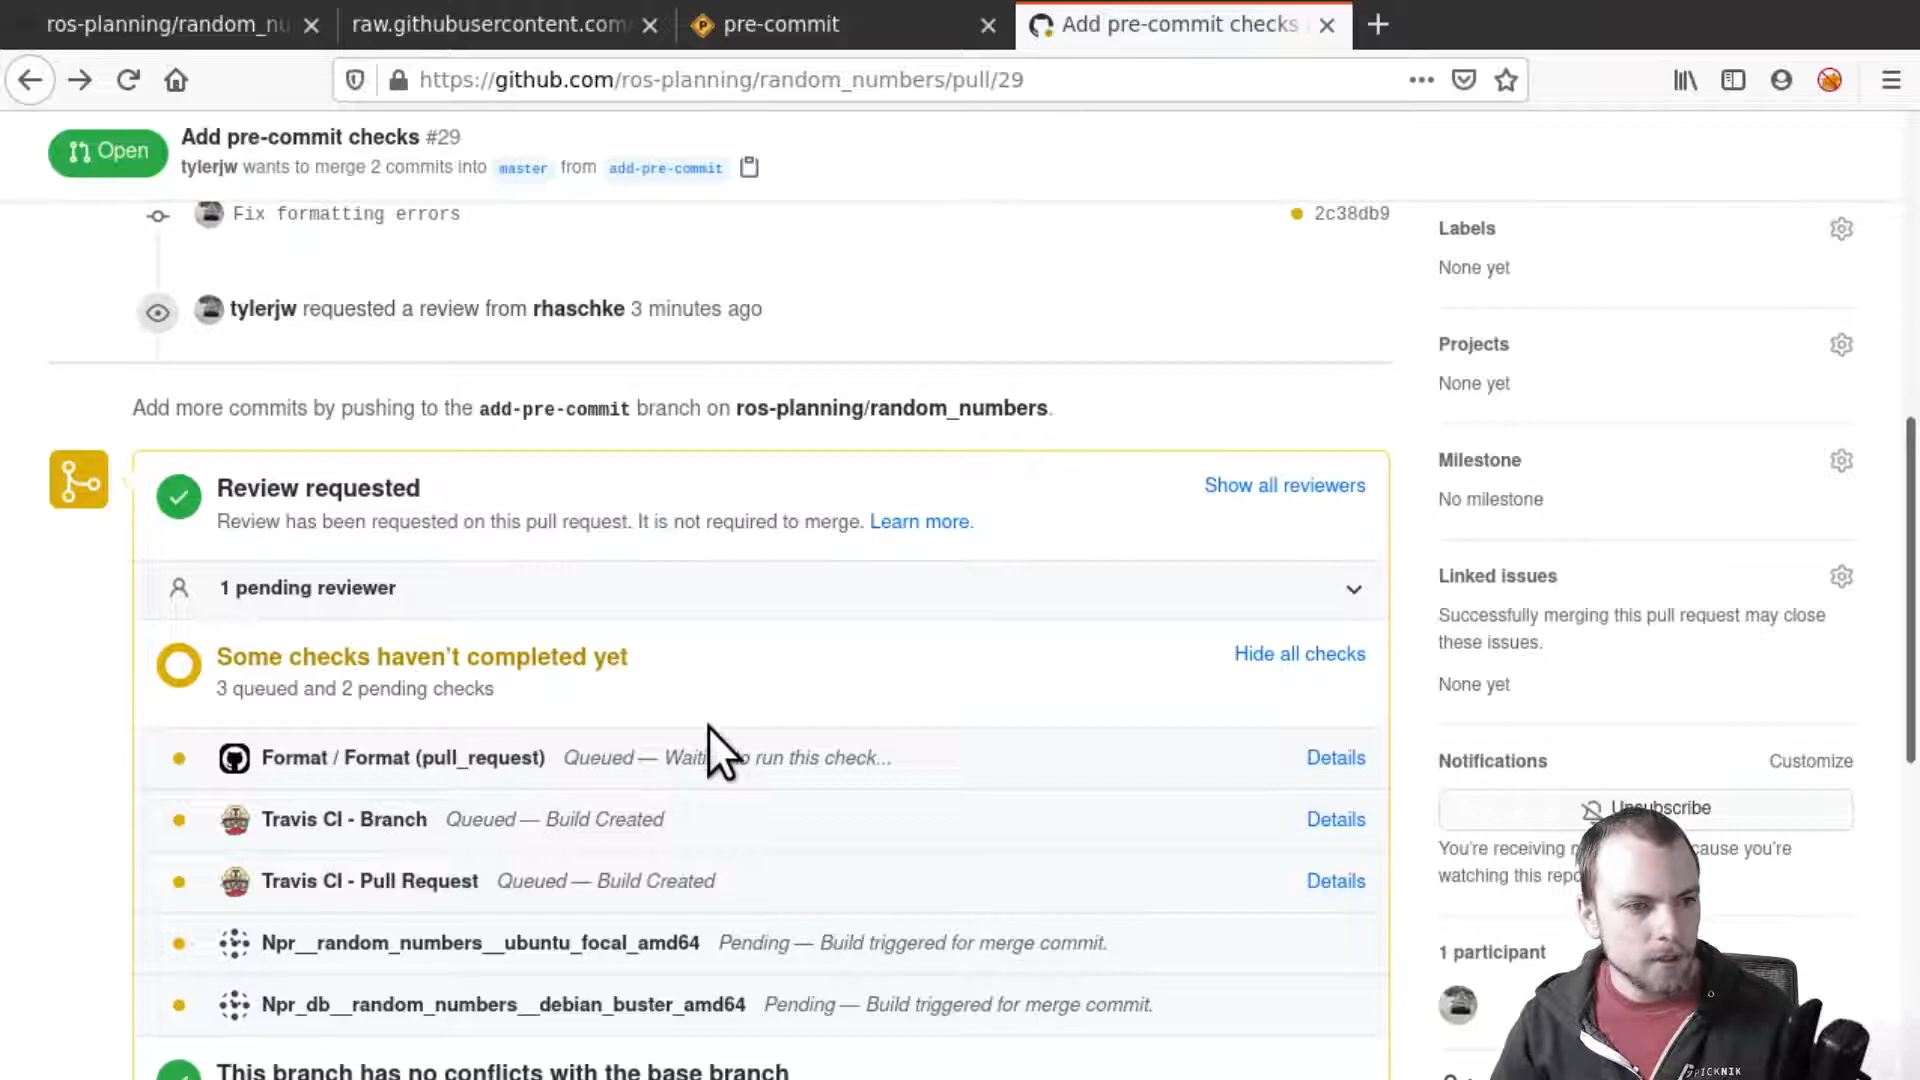 ros-planning/random_nu
raw.githubusercontent.com
pre-commit
Add pre-commit checks
https://github.com/ros-planning/random_numbers/pull/29
Open
Add pre-commit checks #29
tylerjw wants to merge 2 commits into master from add-pre-commit
Fix formatting errors
2c38db9
tylerjw requested a review from rhaschke 3 minutes ago
Add more commits by pushing to the add-pre-commit branch on ros-planning/random_numbers.
Review requested
Show all reviewers
Review has been requested on this pull request. It is not required to merge. Learn more.
1 pending reviewer
Some checks haven't completed yet
Hide all checks
3 queued and 2 pending checks
Format / Format (pull_request) Queued — run this check...
Details
Travis CI - Branch Queued — Build Created
Details
Travis CI - Pull Request Queued — Build Created
Details
Npr__random_numbers__ubuntu_focal_amd64 Pending — Build triggered for merge commit.
Npr_db__random_numbers__debian_buster_amd64 Pending — Build triggered for merge commit.
This branch has no conflicts with the base branch
Labels
None yet
Projects
None yet
Milestone
No milestone
Linked issues
Successfully merging this pull request may close
these issues.
None yet
Notifications
Customize
Unsubscribe
You're receiving cause you're
watching this
1 participant
PICKNIK